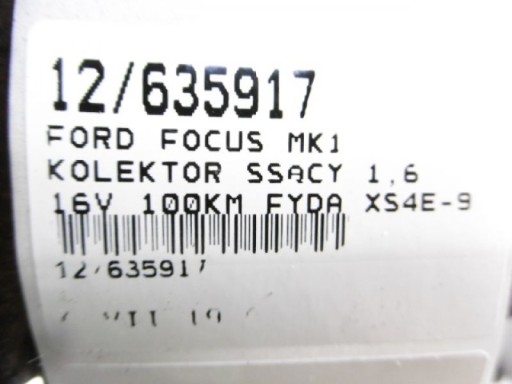 12/635917
FORD FOCUS MK1
KOLEKTOR SSACY 1,6
16V 100KM FYDA XS4E-9
12/635917